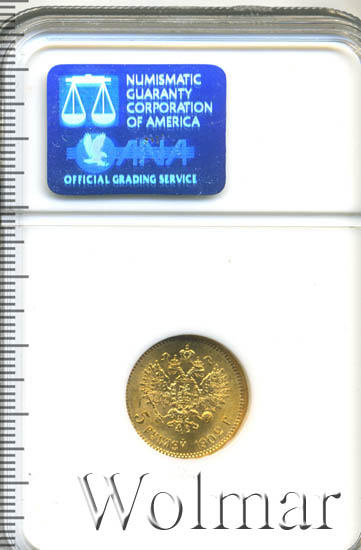 NUMISMATIC
GUARANTY
CORPORATION
OF AMERICA
ANA
OFFICIAL GRADING SERVICE
5 РУБЛЕЙ 1902 Г.
Wolmar